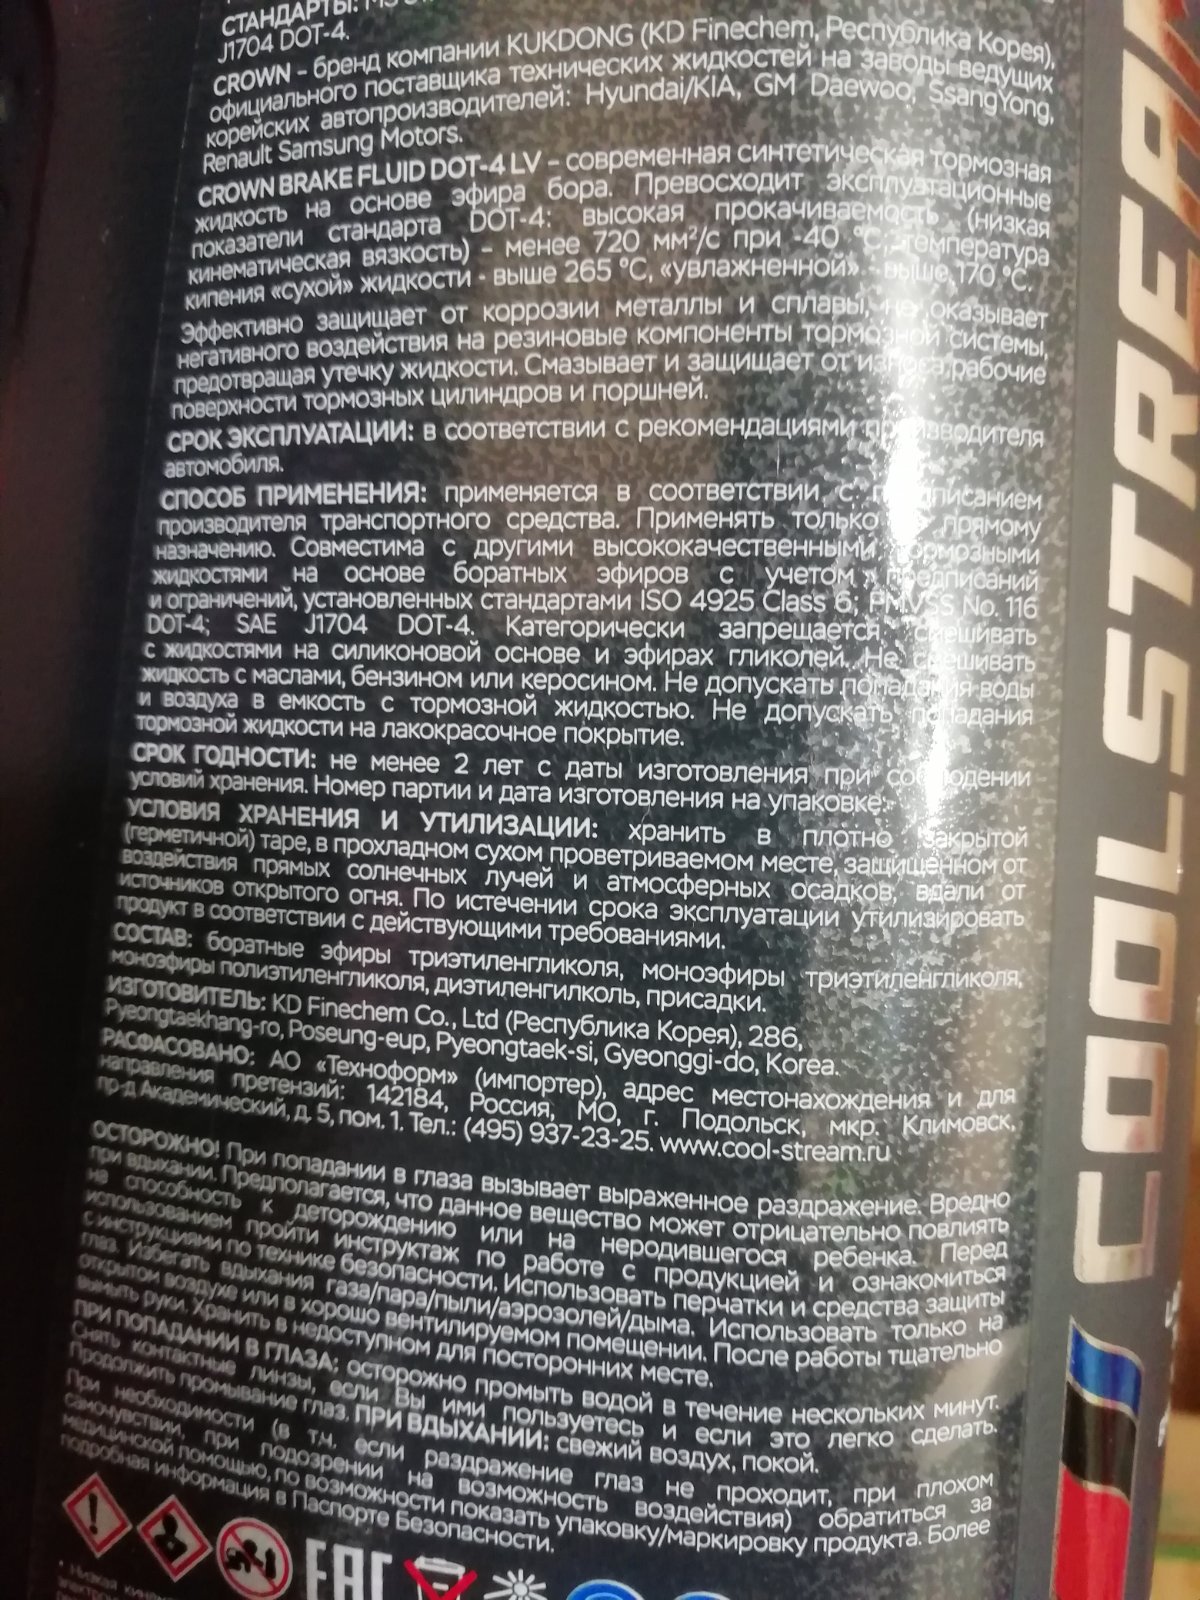 СТАНДАРТЫ:
J1704 DOT-4.
CROWN – бренд компании KUKDONG (KD Finechem, Республика Корея),
официального поставщика технических жидкостей на заводы ведущих
корейских автопроизводителей: Hyundai/KIA, GM Daewoo, SsangYong,
Renault Samsung Motors.
CROWN BRAKE FLUID DOT-4 LV – современная синтетическая тормозная
жидкость на основе эфира бора. Превосходит эксплуатационные
показатели стандарта DOT-4: высокая прокачиваемость (низкая
кинематическая вязкость) – менее 720 мм²/с при -40 °C, температура
кипения «сухой» жидкости - выше 265 °C, «увлажненной» - выше 170 °C.
Эффективно защищает от коррозии металлы и сплавы, не оказывает
негативного воздействия на резиновые компоненты тормозной системы,
предотвращая утечку жидкости. Смазывает и защищает от износа рабочие
поверхности тормозных цилиндров и поршней.
СРОК ЭКСПЛУАТАЦИИ: в соответствии с рекомендациями производителя
автомобиля.
СПОСОБ ПРИМЕНЕНИЯ: применяется в соответствии с предписанием
производителя транспортного средства. Применять только по прямому
назначению. Совместима с другими высококачественными тормозными
жидкостями на основе боратных эфиров с учетом предписаний
и ограничений, установленных стандартами ISO 4925 Class 6; FMVSS No. 116
DOT-4; SAE J1704 DOT-4. Категорически запрещается смешивать
с жидкостями на силиконовой основе и эфирах гликолей. Не смешивать
жидкость с маслами, бензином или керосином. Не допускать попадания воды
и воздуха в емкость с тормозной жидкостью. Не допускать попадания
тормозной жидкости на лакокрасочное покрытие.
СРОК ГОДНОСТИ: не менее 2 лет с даты изготовления при соблюдении
условий хранения. Номер партии и дата изготовления на упаковке.
УСЛОВИЯ ХРАНЕНИЯ И УТИЛИЗАЦИИ: хранить в плотно закрытой
(герметичной) таре, в прохладном сухом проветриваемом месте, защищённом от
воздействия прямых солнечных лучей и атмосферных осадков, вдали от
источников открытого огня. По истечении срока эксплуатации утилизировать
продукт в соответствии с действующими требованиями.
СОСТАВ: боратные эфиры триэтиленгликоля, моноэфиры триэтиленгликоля,
моноэфиры полиэтиленгликоля, диэтиленгилколь, присадки.
ИЗГОТОВИТЕЛЬ: KD Finechem Co., Ltd (Республика Корея), 286,
Pyeongtaekhang-ro, Poseung-eup, Pyeongtaek-si, Gyeonggi-do, Korea.
РАСФАСОВАНО: АО «Техноформ» (импортер), адрес местонахождения и для
направления претензий: 142184, Россия, МО, г. Подольск, мкр. Климовск,
пр-д Академический, д. 5, пом. 1. Тел.: (495) 937-23-25. www.cool-stream.ru
ОСТОРОЖНО! При попадании в глаза вызывает выраженное раздражение. Вредно
при вдыхании. Предполагается, что данное вещество может отрицательно повлиять
на способность к деторождению или на неродившегося ребенка. Перед
использованием пройти инструктаж по работе с продукцией и ознакомиться
с инструкциями по технике безопасности. Использовать перчатки и средства защиты
глаз. Избегать вдыхания газа/пара/пыли/аэрозолей/дыма. Использовать только на
открытом воздухе или в хорошо вентилируемом помещении. После работы тщательно
вымыть руки. Хранить в недоступном для посторонних месте.
ПРИ ПОПАДАНИИ В ГЛАЗА: осторожно промыть водой в течение нескольких минут.
Снять контактные линзы, если Вы ими пользуетесь и если это легко сделать.
Продолжить промывание глаз. ПРИ ВДЫХАНИИ: свежий воздух, покой.
При необходимости (в т.ч. если раздражение глаз не проходит, при плохом
самочувствии, при подозрении на возможность воздействия) обратиться за
медицинской помощью, по возможности показать упаковку/маркировку продукта. Более
подробная информация в Паспорте Безопасности.
EAC
* Низкая
COOLSTREAM